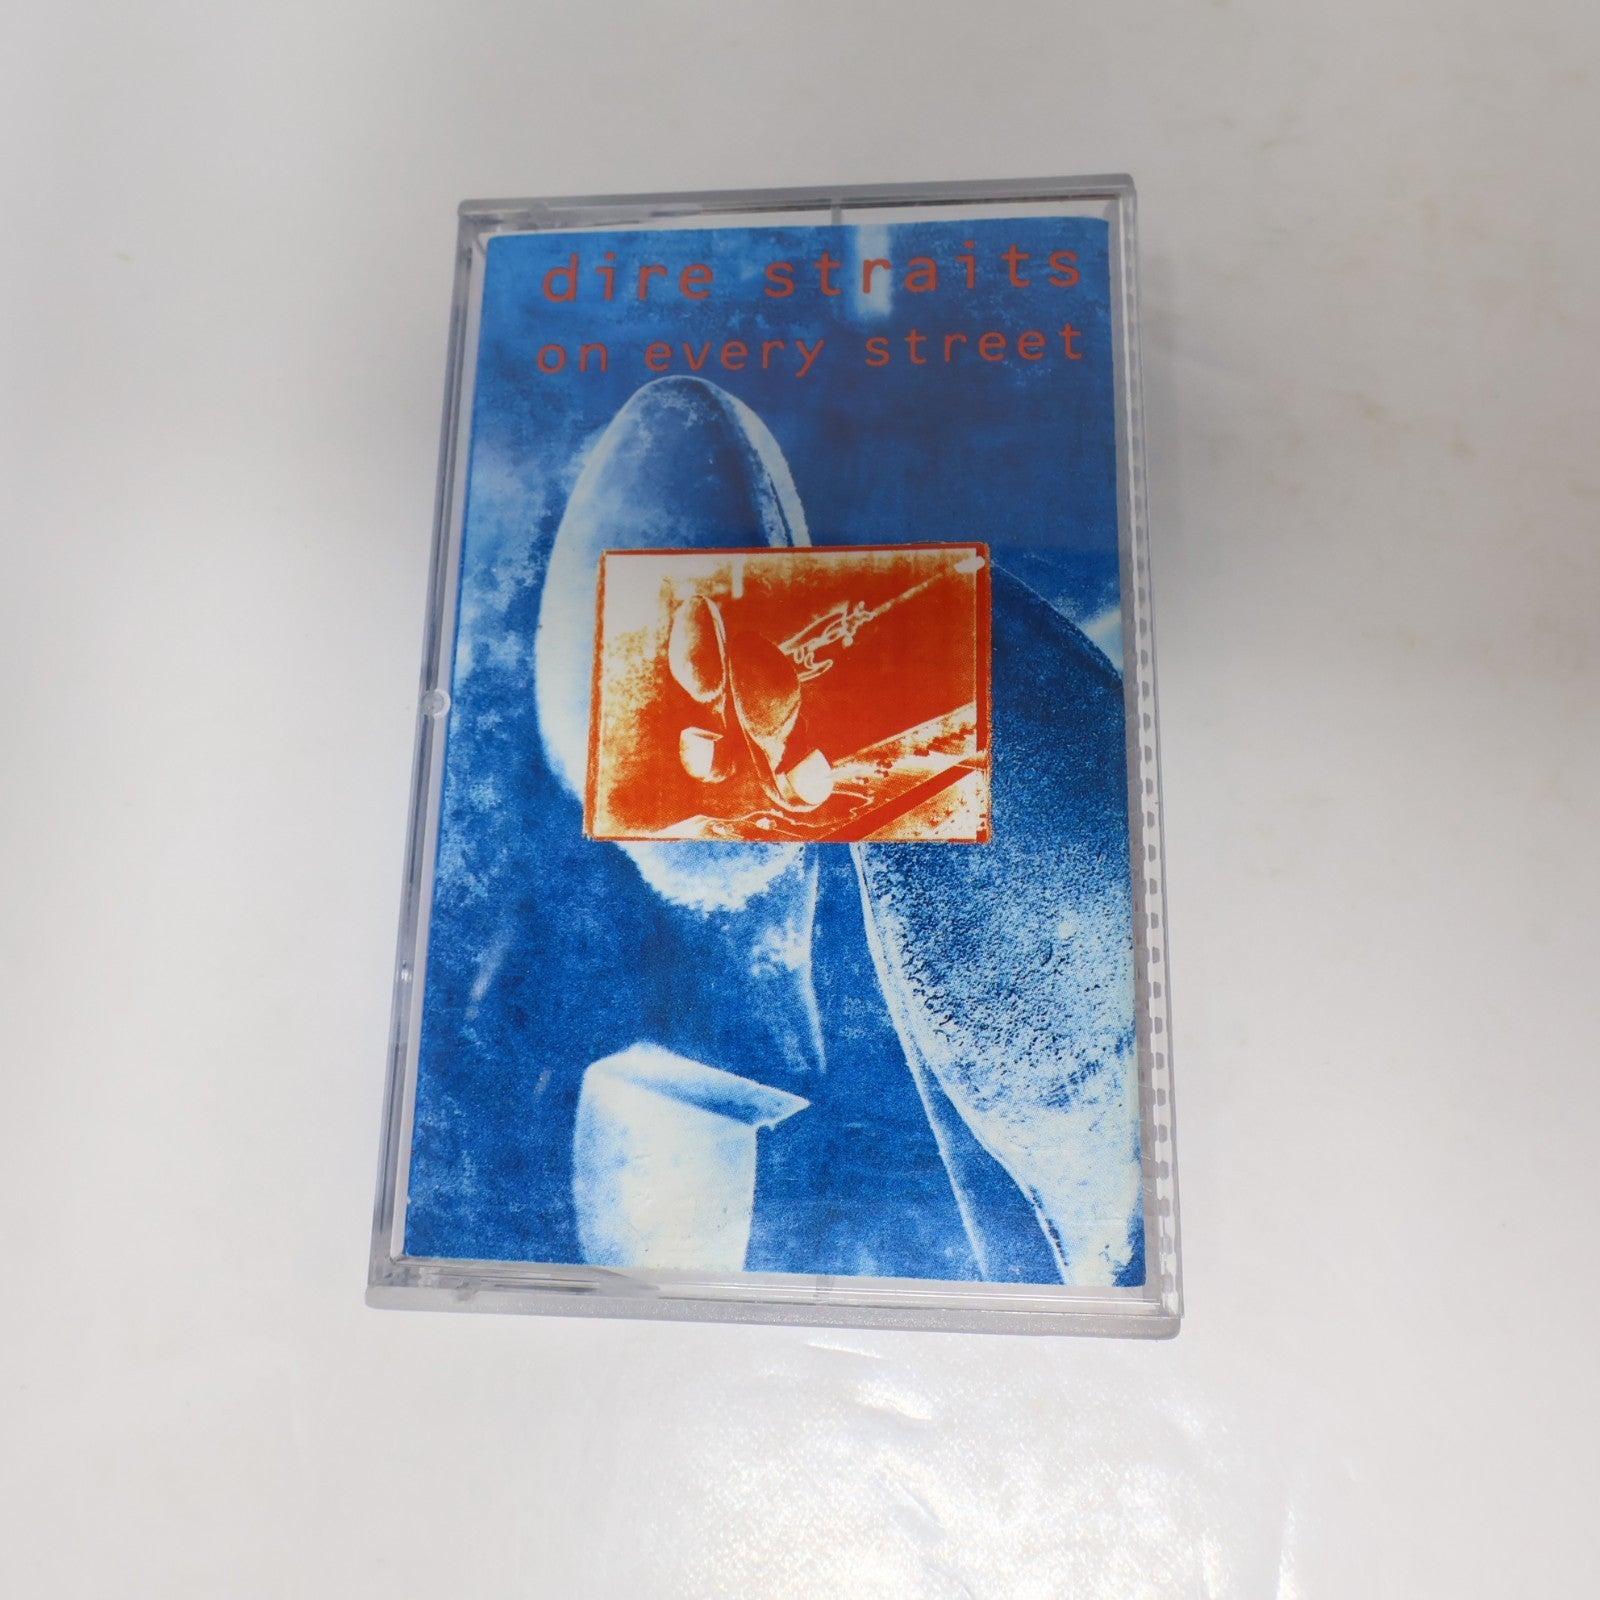 dire straits
on every street